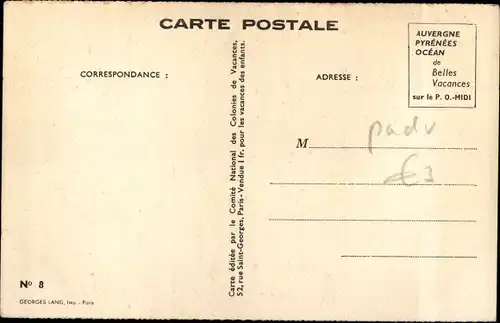 CARTE POSTALE
AUVERGNE
PYRÉNÉES
OCÉAN
de
Belles
Vacances
sur le P. O.-MIDI
CORRESPONDANCE :
ADRESSE :
Carte éditée par le Comité National des Colonies de Vacances,
52, rue Saint-Georges, Paris - Vendue 1 fr. pour les vacances des enfants.
M
padv
€3
No 8
GEORGES LANG, Imp. - Paris